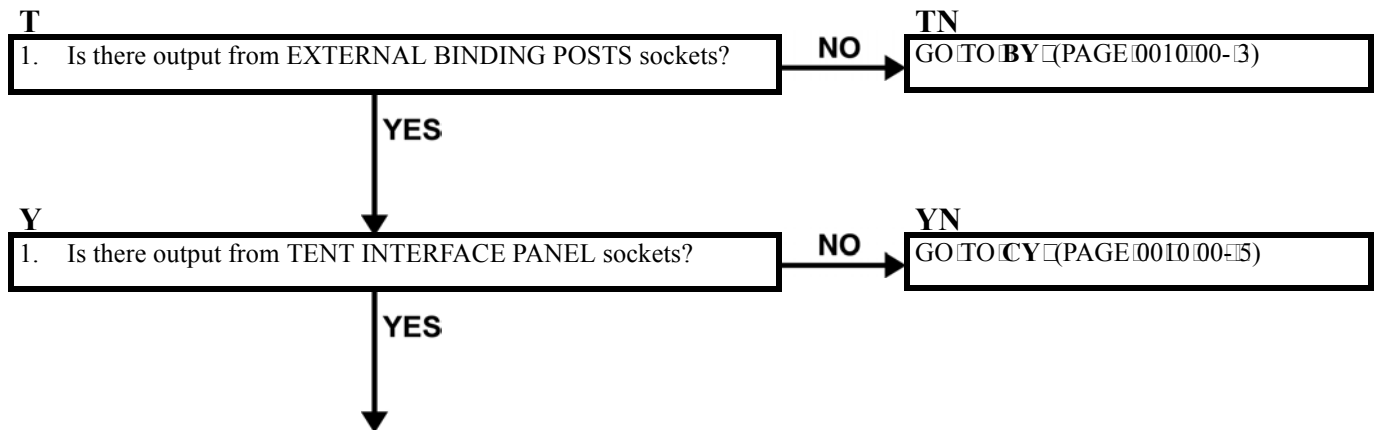 T
1. Is there output from EXTERNAL BINDING POSTS sockets?
NO
TN
GO TO BY (PAGE 0010 00- 3)
YES
Y
1. Is there output from TENT INTERFACE PANEL sockets?
NO
YN
GO TO CY (PAGE 0010 00- 5)
YES